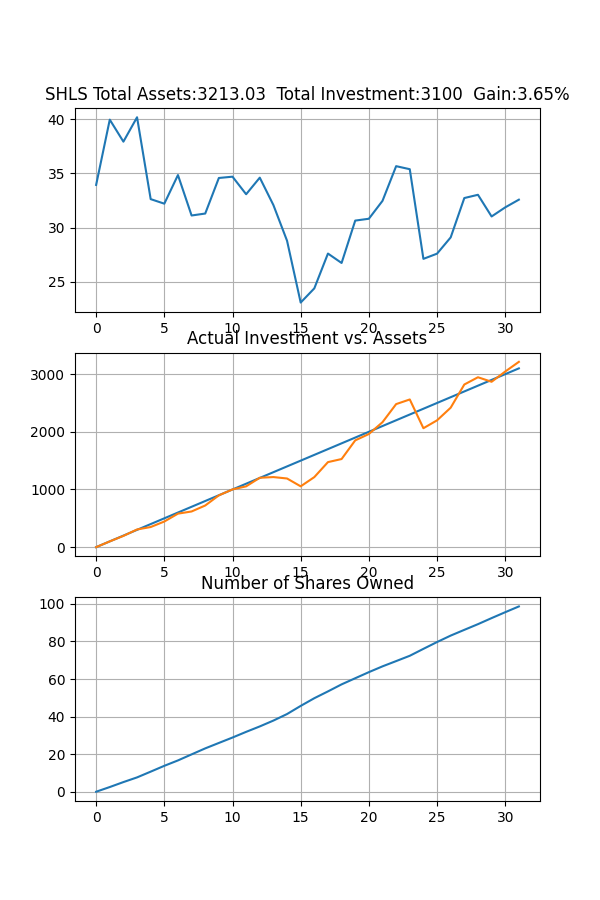 SHLS Total Assets:3213.03  Total Investment:3100  Gain:3.65%
40
35
30
25
0 5 10 15 20 25 30
Actual Investment vs. Assets
3000
2000
1000
0
0 5 10 15 20 25 30
Number of Shares Owned
100
80
60
40
20
0
0 5 10 15 20 25 30